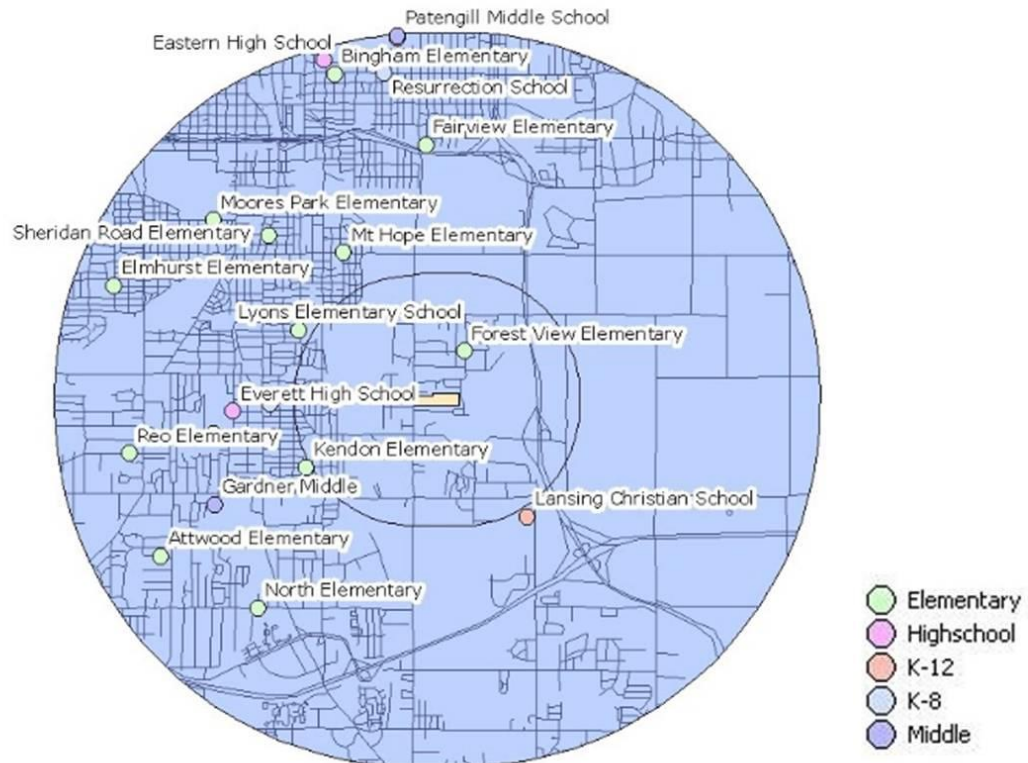 Patengill Middle School
Eastern High School
Bingham Elementary
Resurrection School
Fairview Elementary
Moores Park Elementary
Sheridan Road Elementary
Mt Hope Elementary
Elmhurst Elementary
Lyons Elementary School
Forest View Elementary
Everett High School
Reo Elementary
Kendon Elementary
Gardner Middle
Lansing Christian School
Attwood Elementary
North Elementary
Elementary
Highschool
K-12
K-8
Middle